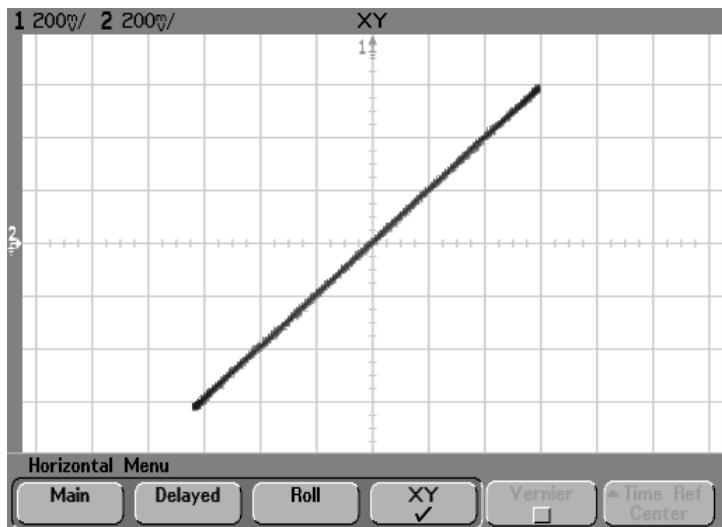 1 200mV/ 2 200mV/ XY
1
2
Horizontal Menu
Main Delayed Roll XY Vernier Time Ref
Center